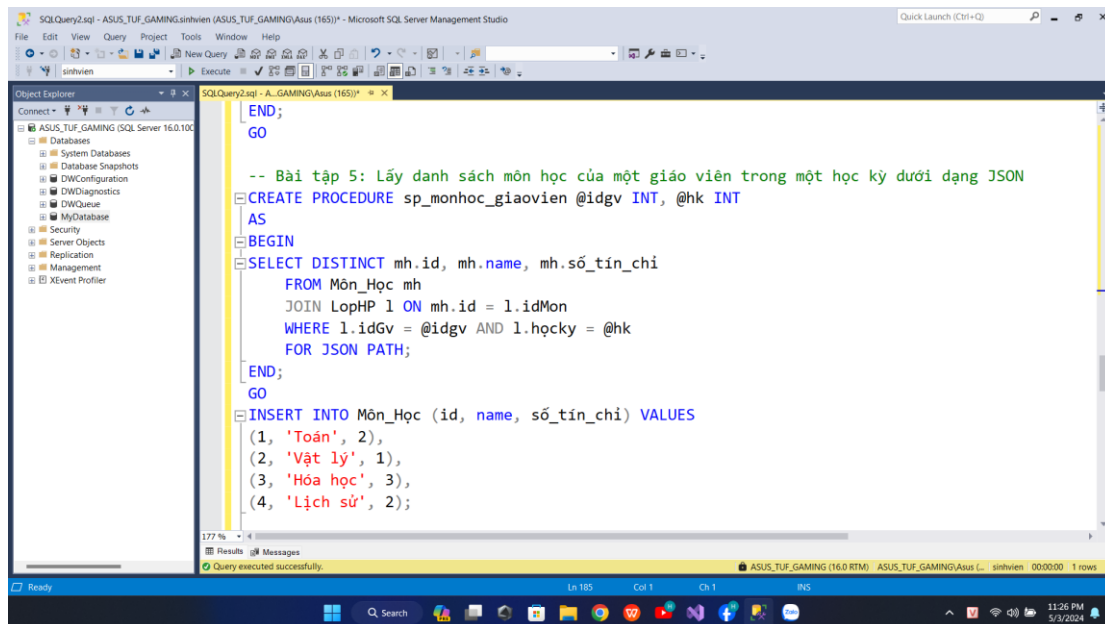 SQLQuery2.sql - ASUS_TUF_GAMING.sinhvien (ASUS_TUF_GAMING\Asus (165))* - Microsoft SQL Server Management Studio
Quick Launch (Ctrl+Q)
File Edit View Query Project Tools Window Help
New Query
sinhvien
Execute
Object Explorer
SQLQuery2.sql - A...GAMING\Asus (165))*
Connect
ASUS_TUF_GAMING (SQL Server 16.0.100
Databases
System Databases
Database Snapshots
DWConfiguration
DWDiagnostics
DWQueue
MyDatabase
Security
Server Objects
Replication
Management
XEvent Profiler
END;
GO
-- Bài tập 5: Lấy danh sách môn học của một giáo viên trong một học kỳ dưới dạng JSON
CREATE PROCEDURE sp_monhoc_giaovien @idgv INT, @hk INT
AS
BEGIN
SELECT DISTINCT mh.id, mh.name, mh.số_tín_chỉ
FROM Môn_Học mh
JOIN LopHP l ON mh.id = l.idMon
WHERE l.idGv = @idgv AND l.họcky = @hk
FOR JSON PATH;
END;
GO
INSERT INTO Môn_Học (id, name, số_tín_chỉ) VALUES
(1, 'Toán', 2),
(2, 'Vật lý', 1),
(3, 'Hóa học', 3),
(4, 'Lịch sử', 2);
177 %
Results Messages
Query executed successfully.
ASUS_TUF_GAMING (16.0 RTM) ASUS_TUF_GAMING\Asus (... sinhvien 00:00:00 1 rows
Ready
Ln 185 Col 1 Ch 1 INS
Search
Zalo
11:26 PM
5/3/2024